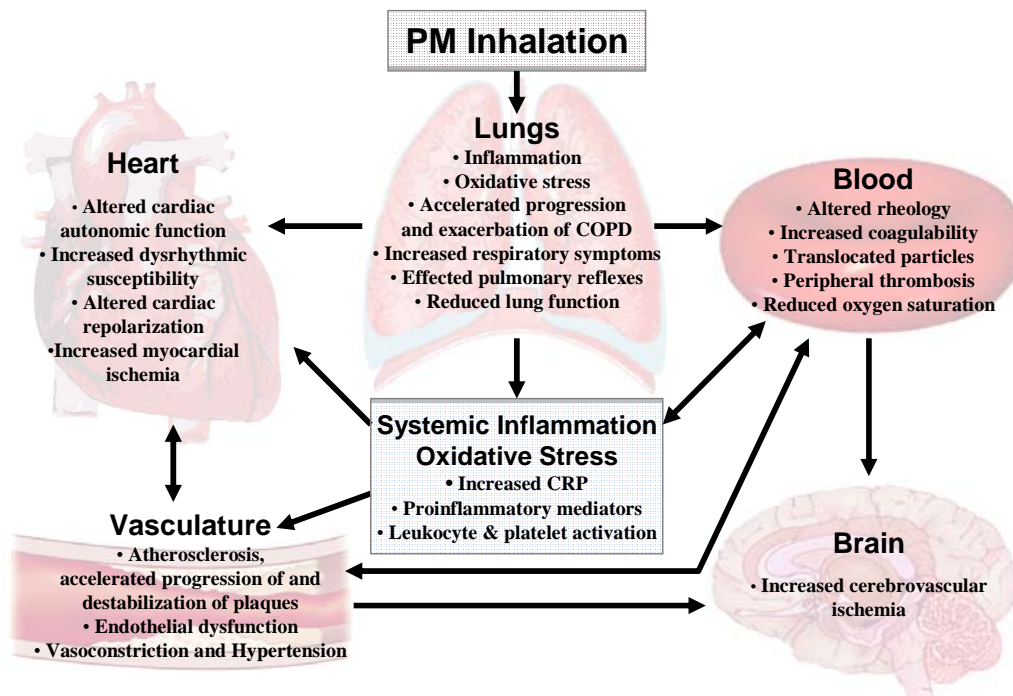 PM Inhalation
Lungs
• Inflammation
• Oxidative stress
• Accelerated progression
and exacerbation of COPD
• Increased respiratory symptoms
• Effected pulmonary reflexes
• Reduced lung function
Heart
• Altered cardiac
autonomic function
• Increased dysrhythmic
susceptibility
• Altered cardiac
repolarization
•Increased myocardial
ischemia
Blood
• Altered rheology
• Increased coagulability
• Translocated particles
• Peripheral thrombosis
• Reduced oxygen saturation
Systemic Inflammation
Oxidative Stress
• Increased CRP
• Proinflammatory mediators
• Leukocyte & platelet activation
Vasculature
• Atherosclerosis,
accelerated progression of and
destabilization of plaques
• Endothelial dysfunction
• Vasoconstriction and Hypertension
Brain
• Increased cerebrovascular
ischemia